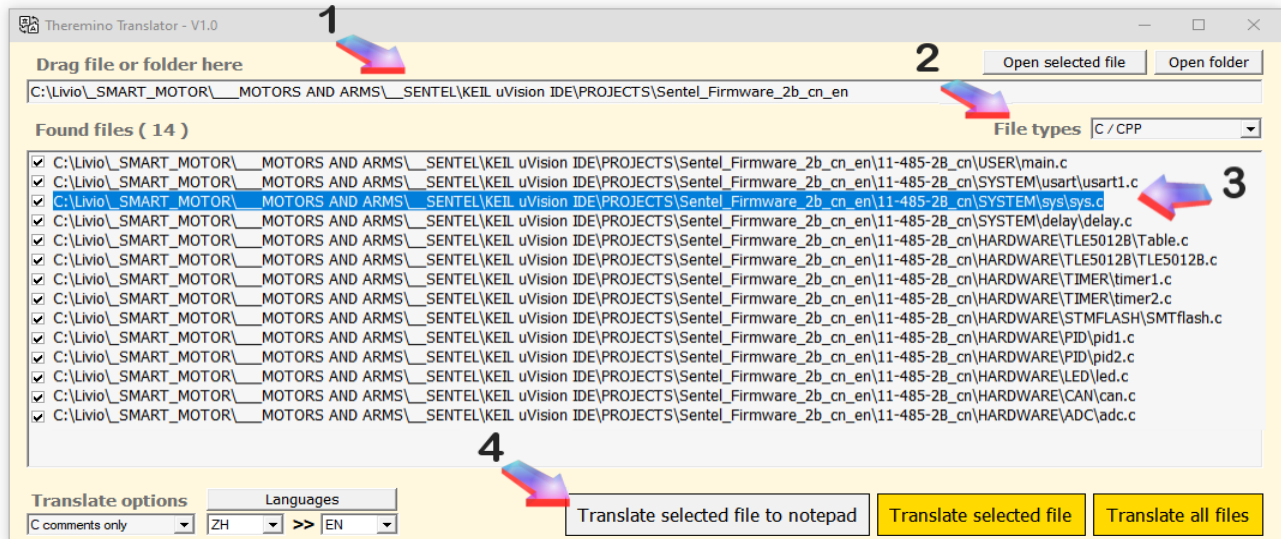 Theremino Translator - V1.0
1
Drag file or folder here
2
Open selected file
Open folder
C:\Livio\_SMART_MOTOR\___MOTORS AND ARMS\__SENTEL\KEIL uVision IDE\PROJECTS\Sentel_Firmware_2b_cn_en
Found files ( 14 )
File types
C / CPP
C:\Livio\_SMART_MOTOR\___MOTORS AND ARMS\__SENTEL\KEIL uVision IDE\PROJECTS\Sentel_Firmware_2b_cn_en\11-485-2B_cn\USER\main.c
C:\Livio\_SMART_MOTOR\___MOTORS AND ARMS\__SENTEL\KEIL uVision IDE\PROJECTS\Sentel_Firmware_2b_cn_en\11-485-2B_cn\SYSTEM\usart\usart1.c
C:\Livio\_SMART_MOTOR\___MOTORS AND ARMS\__SENTEL\KEIL uVision IDE\PROJECTS\Sentel_Firmware_2b_cn_en\11-485-2B_cn\SYSTEM\sys\sys.c
3
C:\Livio\_SMART_MOTOR\___MOTORS AND ARMS\__SENTEL\KEIL uVision IDE\PROJECTS\Sentel_Firmware_2b_cn_en\11-485-2B_cn\SYSTEM\delay\delay.c
C:\Livio\_SMART_MOTOR\___MOTORS AND ARMS\__SENTEL\KEIL uVision IDE\PROJECTS\Sentel_Firmware_2b_cn_en\11-485-2B_cn\HARDWARE\TLE5012B\Table.c
C:\Livio\_SMART_MOTOR\___MOTORS AND ARMS\__SENTEL\KEIL uVision IDE\PROJECTS\Sentel_Firmware_2b_cn_en\11-485-2B_cn\HARDWARE\TLE5012B\TLE5012B.c
C:\Livio\_SMART_MOTOR\___MOTORS AND ARMS\__SENTEL\KEIL uVision IDE\PROJECTS\Sentel_Firmware_2b_cn_en\11-485-2B_cn\HARDWARE\TIMER\timer1.c
C:\Livio\_SMART_MOTOR\___MOTORS AND ARMS\__SENTEL\KEIL uVision IDE\PROJECTS\Sentel_Firmware_2b_cn_en\11-485-2B_cn\HARDWARE\TIMER\timer2.c
C:\Livio\_SMART_MOTOR\___MOTORS AND ARMS\__SENTEL\KEIL uVision IDE\PROJECTS\Sentel_Firmware_2b_cn_en\11-485-2B_cn\HARDWARE\STMFLASH\SMTflash.c
C:\Livio\_SMART_MOTOR\___MOTORS AND ARMS\__SENTEL\KEIL uVision IDE\PROJECTS\Sentel_Firmware_2b_cn_en\11-485-2B_cn\HARDWARE\PID\pid1.c
C:\Livio\_SMART_MOTOR\___MOTORS AND ARMS\__SENTEL\KEIL uVision IDE\PROJECTS\Sentel_Firmware_2b_cn_en\11-485-2B_cn\HARDWARE\PID\pid2.c
C:\Livio\_SMART_MOTOR\___MOTORS AND ARMS\__SENTEL\KEIL uVision IDE\PROJECTS\Sentel_Firmware_2b_cn_en\11-485-2B_cn\HARDWARE\LED\led.c
C:\Livio\_SMART_MOTOR\___MOTORS AND ARMS\__SENTEL\KEIL uVision IDE\PROJECTS\Sentel_Firmware_2b_cn_en\11-485-2B_cn\HARDWARE\CAN\can.c
C:\Livio\_SMART_MOTOR\___MOTORS AND ARMS\__SENTEL\KEIL uVision IDE\PROJECTS\Sentel_Firmware_2b_cn_en\11-485-2B_cn\HARDWARE\ADC\adc.c
4
Translate options
Languages
C comments only
ZH
>>
EN
Translate selected file to notepad
Translate selected file
Translate all files